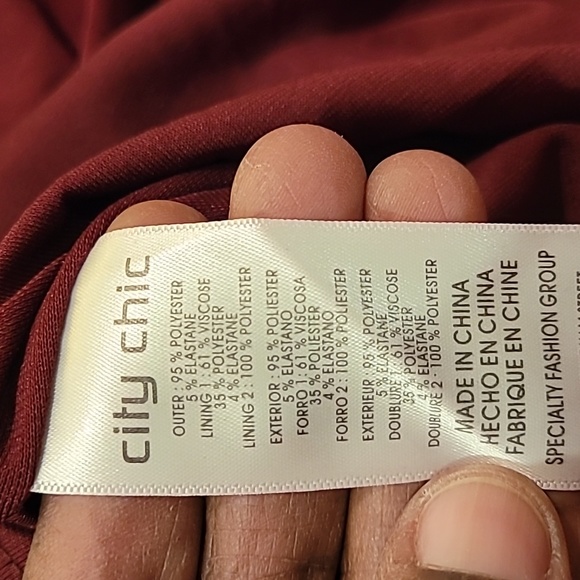 city chic
OUTER : 95 % POLYESTER
5 % ELASTANE
LINING 1 : 61 % VISCOSE
35 % POLYESTER
4 % ELASTANE
LINING 2 : 100 % POLYESTER
EXTERIOR : 95 % POLIESTER
5 % ELASTANO
FORRO 1: 61 % VISCOSA
35 % POLIESTER
4 % ELASTANO
FORRO 2 : 100 % POLIESTER
EXTERIEUR : 95 % POLYESTER
5 % ELASTANE
DOUBLURE 1 : 61 % VISCOSE
35 % POLYESTER
4 % ELASTANE
DOUBLURE 2 : 100 % POLYESTER
MADE IN CHINA
HECHO EN CHINA
FABRIQUE EN CHINE
SPECIALTY FASHION GROUP